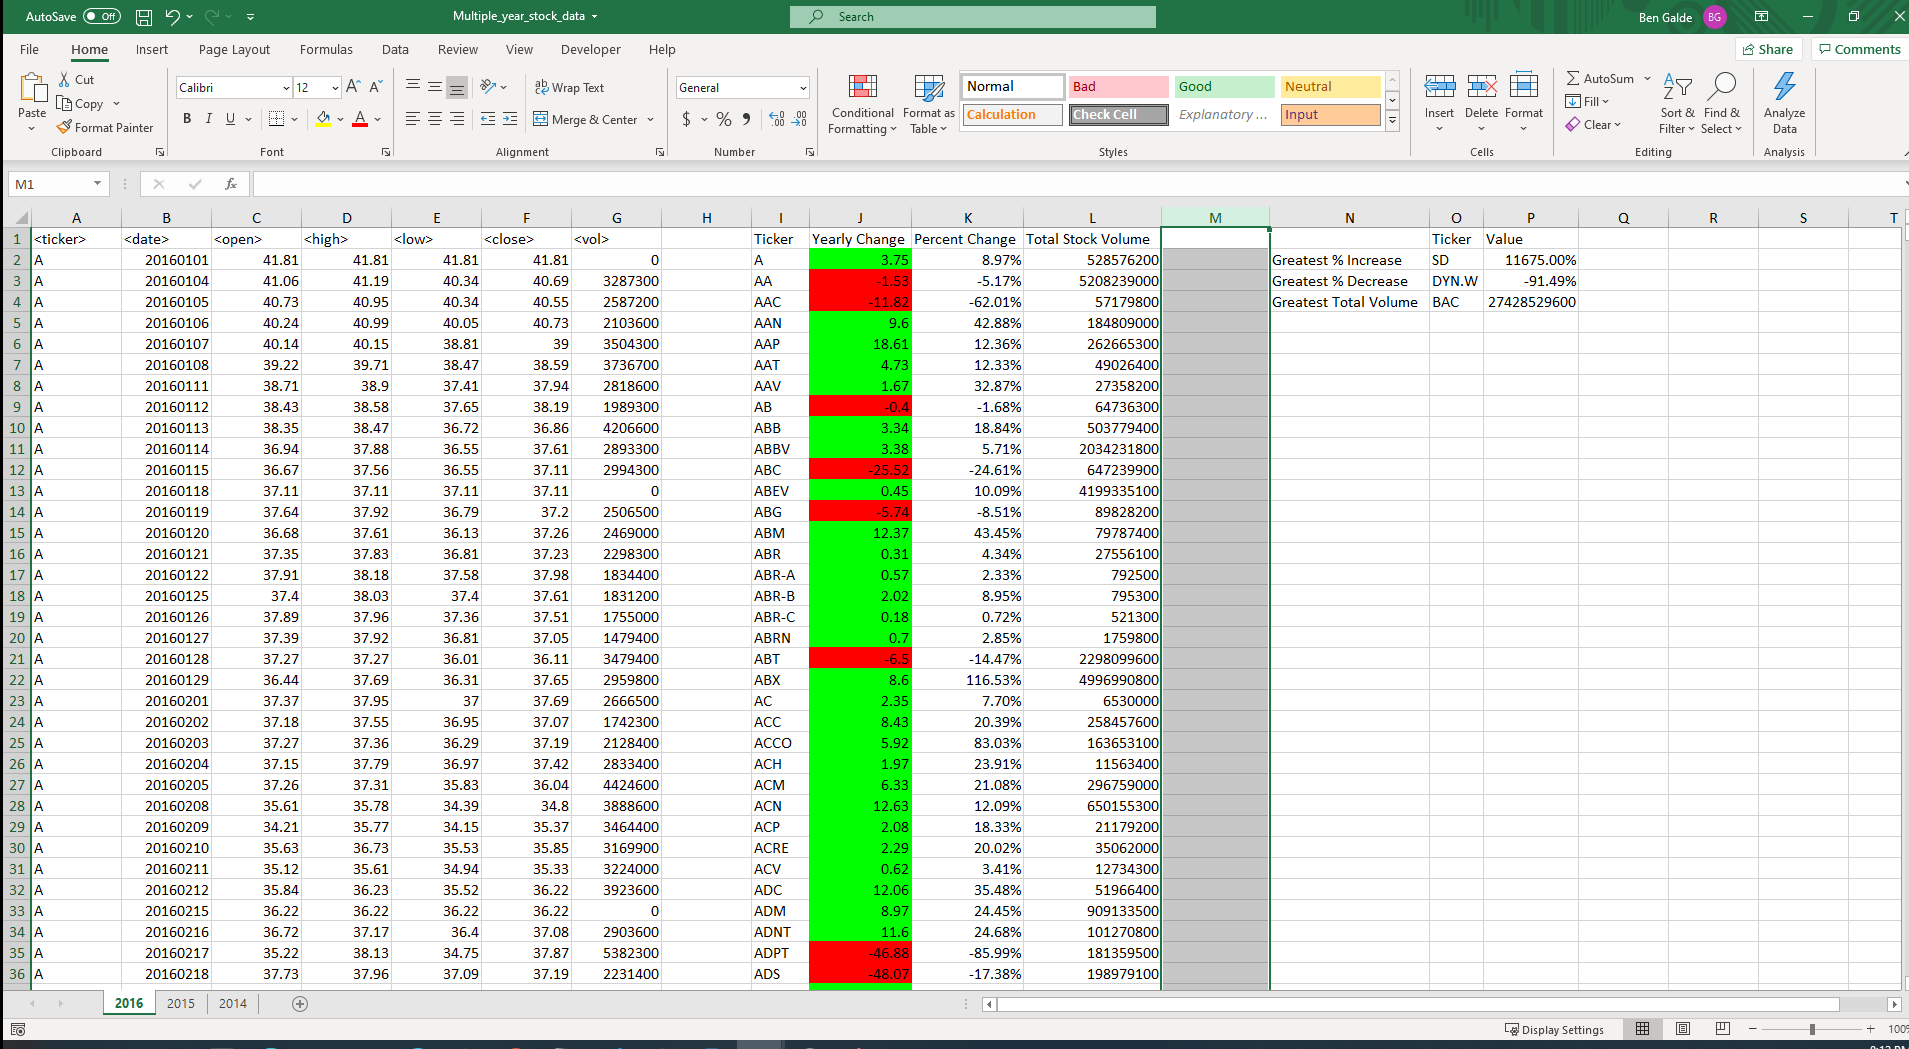 AutoSave Off Multiple_year_stock_data Search Ben Galde BG
File Home Insert Page Layout Formulas Data Review View Developer Help Share Comments
Paste Cut Copy Format Painter Clipboard
Calibri 12 A A B I U A Font
ab Wrap Text Merge & Center Alignment
General $ % 9 Number
Conditional Formatting Format as Table Normal Bad Good Neutral Calculation Check Cell Explanatory ... Input Styles
Insert Delete Format Cells
AutoSum Fill Clear Sort & Filter Find & Select Editing
Analyze Data Analysis
M1 fx
A B C D E F G H I J K L M N O P Q R S T
1 <ticker> <date> <open> <high> <low> <close> <vol> Ticker Yearly Change Percent Change Total Stock Volume Ticker Value
2 A 20160101 41.81 41.81 41.81 41.81 0 A 3.75 8.97% 528576200 Greatest % Increase SD 11675.00%
3 A 20160104 41.06 41.19 40.34 40.69 3287300 AA -1.53 -5.17% 5208239000 Greatest % Decrease DYN.W -91.49%
4 A 20160105 40.73 40.95 40.34 40.55 2587200 AAC -11.82 -62.01% 57179800 Greatest Total Volume BAC 27428529600
5 A 20160106 40.24 40.99 40.05 40.73 2103600 AAN 9.6 42.88% 184809000
6 A 20160107 40.14 40.15 38.81 39 3504300 AAP 18.61 12.36% 262665300
7 A 20160108 39.22 39.71 38.47 38.59 3736700 AAT 4.73 12.33% 49026400
8 A 20160111 38.71 38.9 37.41 37.94 2818600 AAV 1.67 32.87% 27358200
9 A 20160112 38.43 38.58 37.65 38.19 1989300 AB -0.4 -1.68% 64736300
10 A 20160113 38.35 38.47 36.72 36.86 4206600 ABB 3.34 18.84% 503779400
11 A 20160114 36.94 37.88 36.55 37.61 2893300 ABBV 3.38 5.71% 2034231800
12 A 20160115 36.67 37.56 36.55 37.11 2994300 ABC -25.52 -24.61% 647239900
13 A 20160118 37.11 37.11 37.11 37.11 0 ABEV 0.45 10.09% 4199335100
14 A 20160119 37.64 37.92 36.79 37.2 2506500 ABG -5.74 -8.51% 89828200
15 A 20160120 36.68 37.61 36.13 37.26 2469000 ABM 12.37 43.45% 79787400
16 A 20160121 37.35 37.83 36.81 37.23 2298300 ABR 0.31 4.34% 27556100
17 A 20160122 37.91 38.18 37.58 37.98 1834400 ABR-A 0.57 2.33% 792500
18 A 20160125 37.4 38.03 37.4 37.61 1831200 ABR-B 2.02 8.95% 795300
19 A 20160126 37.89 37.96 37.36 37.51 1755000 ABR-C 0.18 0.72% 521300
20 A 20160127 37.39 37.92 36.81 37.05 1479400 ABRN 0.7 2.85% 1759800
21 A 20160128 37.27 37.27 36.01 36.11 3479400 ABT -6.5 -14.47% 2298099600
22 A 20160129 36.44 37.69 36.31 37.65 2959800 ABX 8.6 116.53% 4996990800
23 A 20160201 37.37 37.95 37 37.69 2666500 AC 2.35 7.70% 6530000
24 A 20160202 37.18 37.55 36.95 37.07 1742300 ACC 8.43 20.39% 258457600
25 A 20160203 37.27 37.36 36.29 37.19 2128400 ACCO 5.92 83.03% 163653100
26 A 20160204 37.15 37.79 36.97 37.42 2833400 ACH 1.97 23.91% 11563400
27 A 20160205 37.26 37.31 35.83 36.04 4424600 ACM 6.33 21.08% 296759000
28 A 20160208 35.61 35.78 34.39 34.8 3888600 ACN 12.63 12.09% 650155300
29 A 20160209 34.21 35.77 34.15 35.37 3464400 ACP 2.08 18.33% 21179200
30 A 20160210 35.63 36.73 35.53 35.85 3169900 ACRE 2.29 20.02% 35062000
31 A 20160211 35.12 35.61 34.94 35.33 3224000 ACV 0.62 3.41% 12734300
32 A 20160212 35.84 36.23 35.52 36.22 3923600 ADC 12.06 35.48% 51966400
33 A 20160215 36.22 36.22 36.22 36.22 0 ADM 8.97 24.45% 909133500
34 A 20160216 36.72 37.17 36.4 37.08 2903600 ADNT 11.6 24.68% 101270800
35 A 20160217 35.22 38.13 34.75 37.87 5382300 ADPT -46.88 -85.99% 181359500
36 A 20160218 37.73 37.96 37.09 37.19 2231400 ADS -48.07 -17.38% 198979100
2016 2015 2014
Display Settings 100%